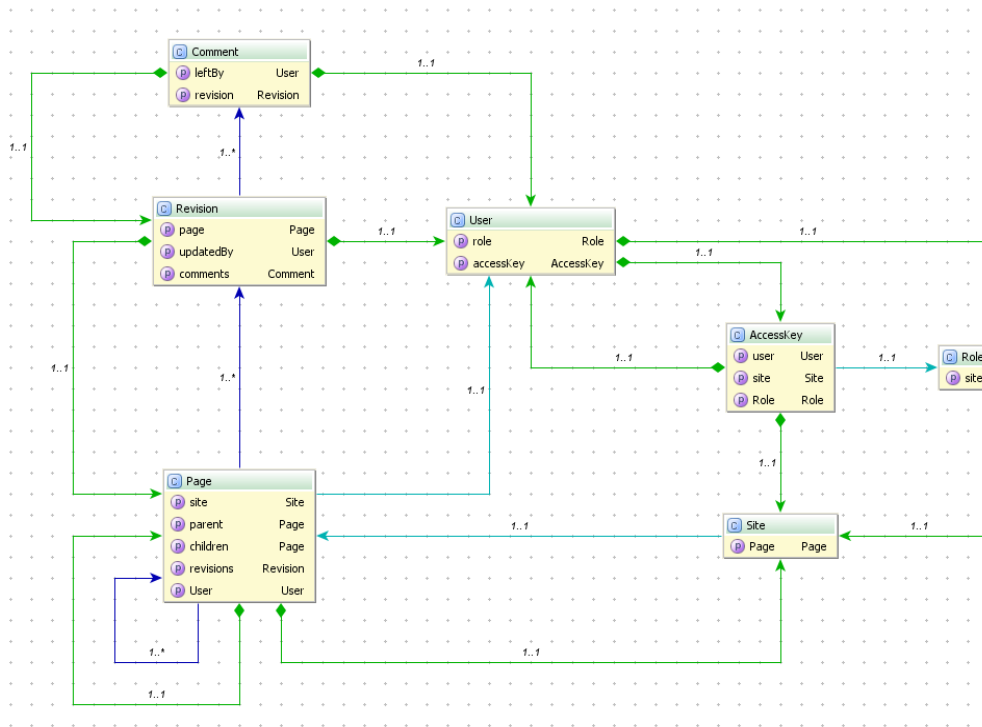 C Comment
p leftBy User
p revision Revision
1..1
1..1
1..*
C Revision
p page Page
p updatedBy User
p comments Comment
1..1
C User
p role Role
p accessKey AccessKey
1..1
1..1
C AccessKey
p user User
p site Site
p Role Role
1..1
1..1
C Role
p site
1..1
1..*
1..1
1..1
C Page
p site Site
p parent Page
p children Page
p revisions Revision
p User User
C Site
p Page Page
1..1
1..1
1..*
1..1
1..1